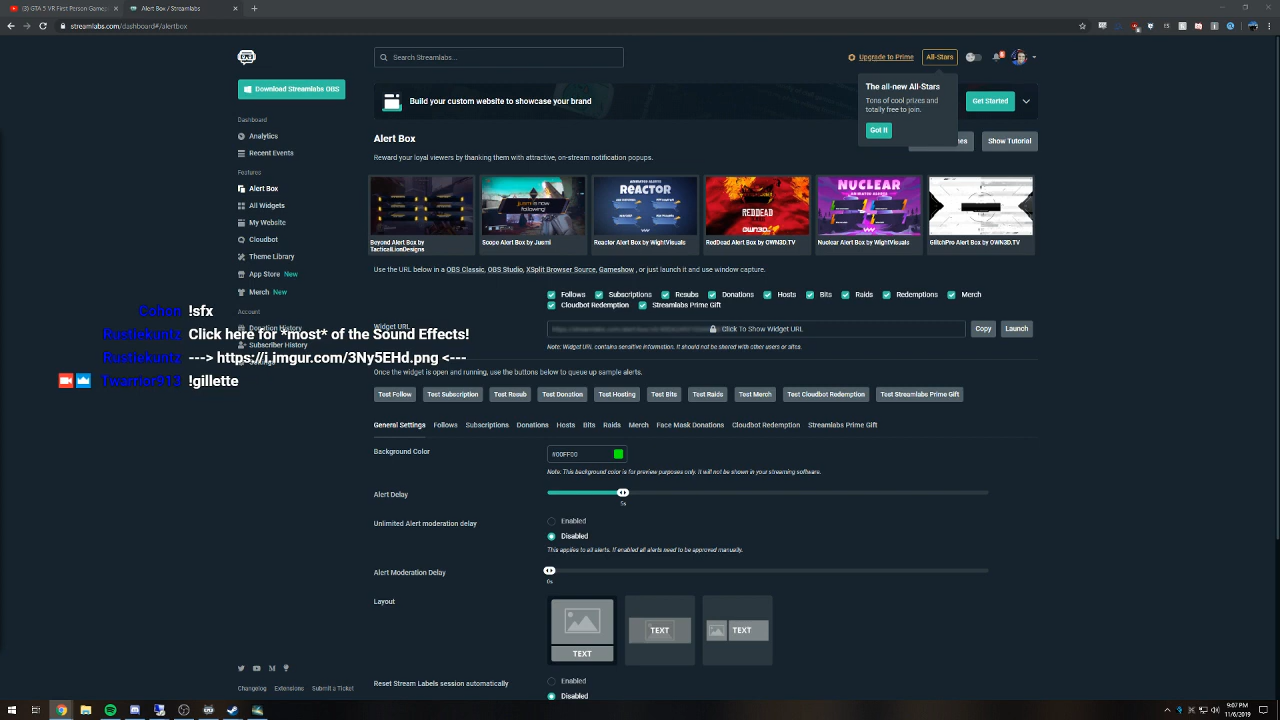 (3) GTA 5 VR First Person Gamep
Alert Box | Streamlabs
streamlabs.com/dashboard#/alertbox
Search Streamlabs...
Upgrade to Prime
All-Stars
Download Streamlabs OBS
Build your custom website to showcase your brand
The all-new All-Stars
Tons of cool prizes and
totally free to join.
Got It
Get Started
Dashboard
Analytics
Recent Events
Features
Alert Box
All Widgets
My Website
Cloudbot
Theme Library
App Store New
Merch New
Account
Donation History
Subscriber History
Alert Box
Show Tutorial
Reward your loyal viewers by thanking them with attractive, on-stream notification popups.
REACTOR
REDDEAD
NUCLEAR
Beyond Alert Box by
TacticalLionDesigns
Scope Alert Box by Jusmi
Reactor Alert Box by WightVisuals
RedDead Alert Box by OWN3D.TV
Nuclear Alert Box by WightVisuals
GlitchPro Alert Box by OWN3D.TV
Use the URL below in a OBS Classic, OBS Studio, XSplit Browser Source, Gameshow , or just launch it and use window capture.
Follows
Subscriptions
Resubs
Donations
Hosts
Bits
Raids
Redemptions
Merch
Cloudbot Redemption
Streamlabs Prime Gift
Widget URL
Click To Show Widget URL
Copy
Launch
Note: Widget URL contains sensitive information. It should not be shared with other users or sites.
Cohon !sfx
Rustiekuntz Click here for *most* of the Sound Effects!
Rustiekuntz ---> https://i.imgur.com/3Ny5EHd.png <---
1warrior913 !gillette
Once the widget is open and running, use the buttons below to queue up sample alerts.
Test Follow
Test Subscription
Test Resub
Test Donation
Test Hosting
Test Bits
Test Raids
Test Merch
Test Cloudbot Redemption
Test Streamlabs Prime Gift
General Settings
Follows
Subscriptions
Donations
Hosts
Bits
Raids
Merch
Face Mask Donations
Cloudbot Redemption
Streamlabs Prime Gift
Background Color
#00FF00
Note: This background color is for preview purposes only. It will not be shown in your streaming software.
Alert Delay
5s
Unlimited Alert moderation delay
Enabled
Disabled
This applies to all alerts. If enabled all alerts need to be approved manually.
Alert Moderation Delay
0s
Layout
TEXT
TEXT
TEXT
Reset Stream Labels session automatically
Enabled
Disabled
Changelog
Extensions
Submit a Ticket
9:07 PM
11/6/2019